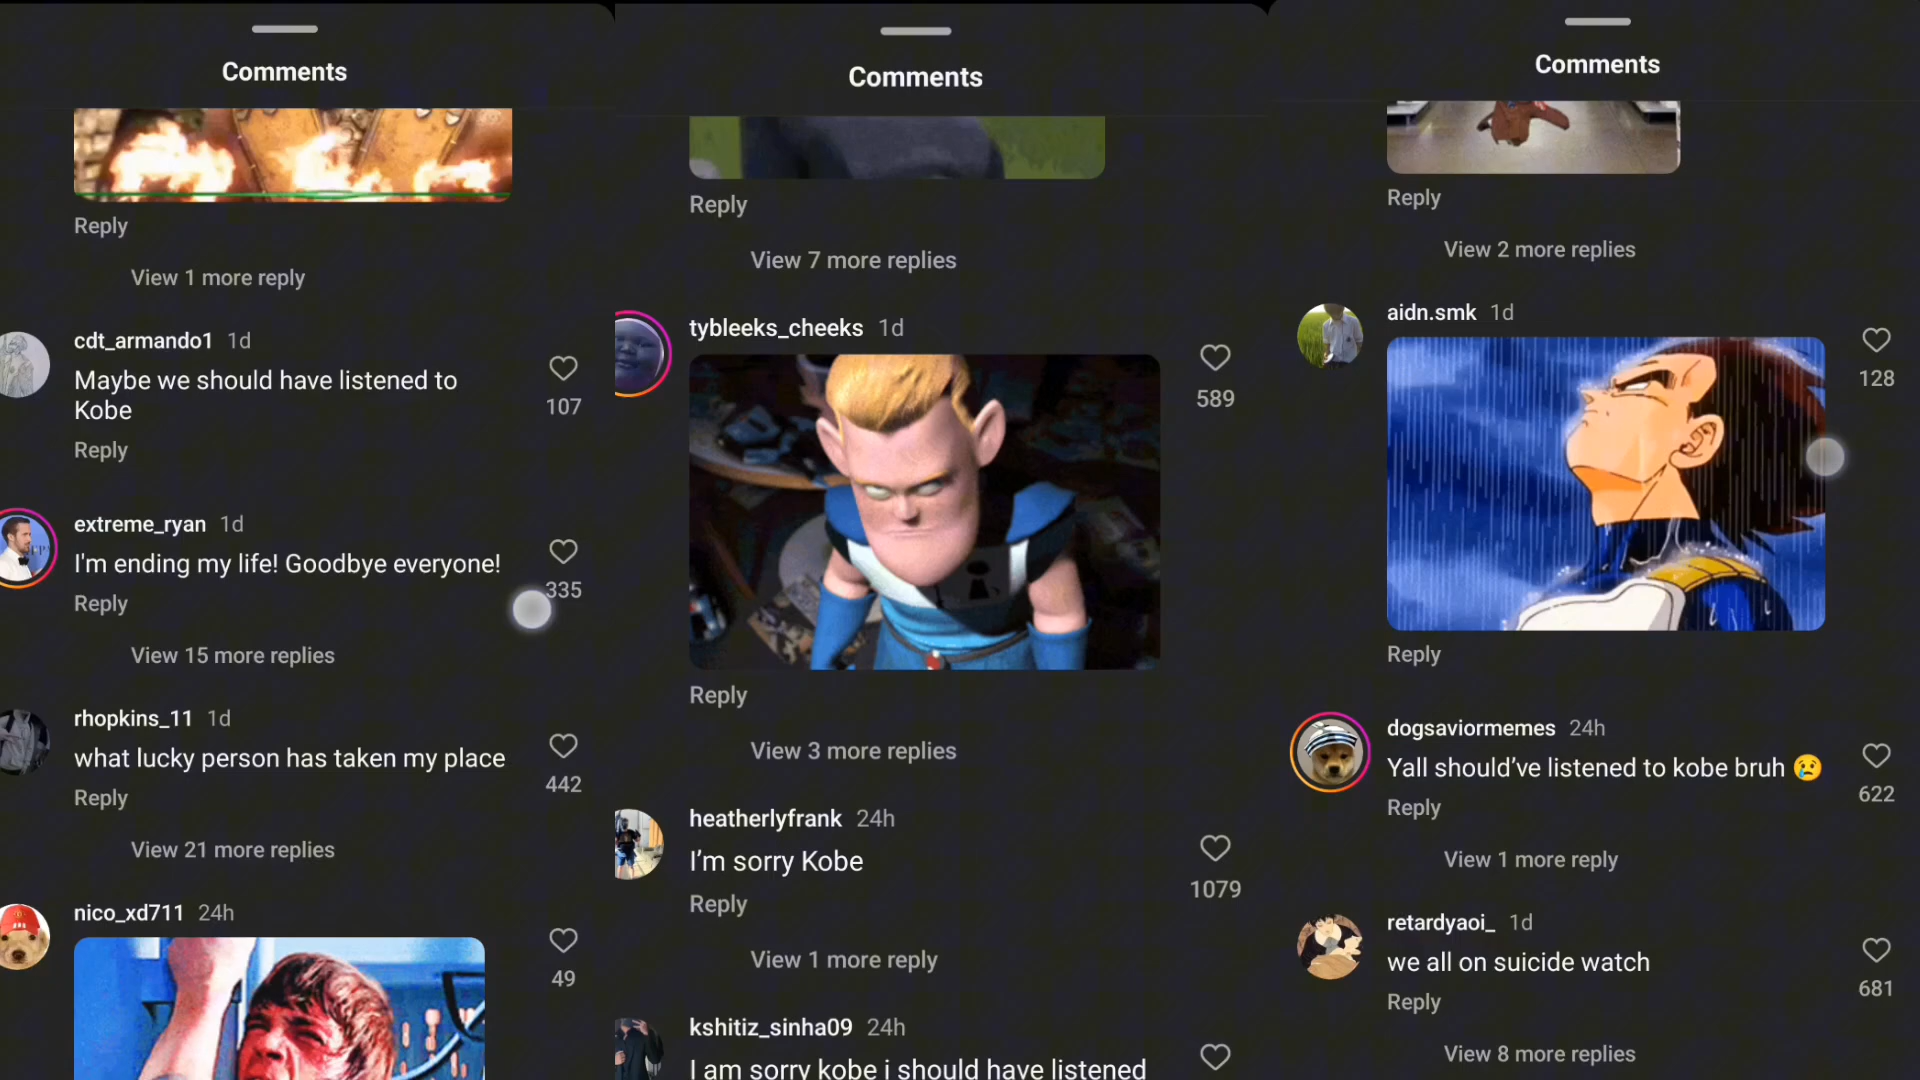 Comments
Reply
View 1 more reply
cdt_armando1 1d
Maybe we should have listened to
Kobe
107
Reply
extreme_ryan 1d
I'm ending my life! Goodbye everyone!
335
Reply
View 15 more replies
rhopkins_11 1d
what lucky person has taken my place
442
Reply
View 21 more replies
nico_xd711 24h
49
Comments
Reply
View 7 more replies
tybleeks_cheeks 1d
589
Reply
View 3 more replies
heatherlyfrank 24h
I'm sorry Kobe
1079
Reply
View 1 more reply
kshitiz_sinha09 24h
I am sorry kobe i should have listened
Comments
Reply
View 2 more replies
aidn.smk 1d
128
Reply
dogsaviormemes 24h
Yall should've listened to kobe bruh 😢
622
Reply
View 1 more reply
retardyaoi_ 1d
we all on suicide watch
681
Reply
View 8 more replies